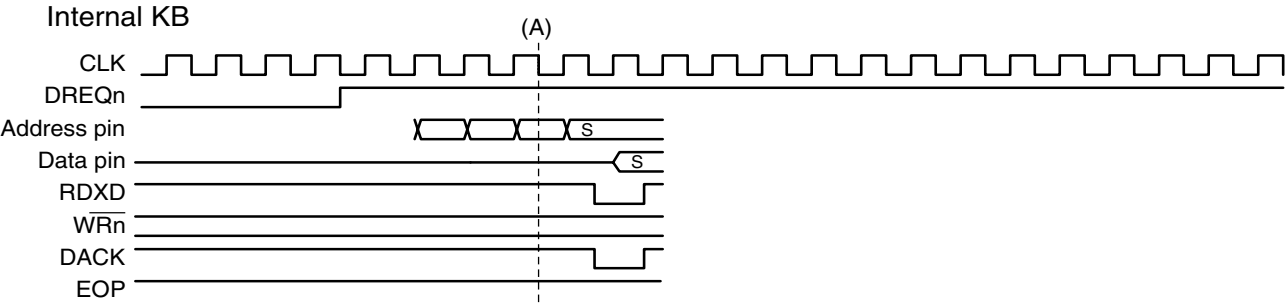 Internal KB
(A)
CLK
DREQn
Address pin
S
Data pin
S
RDXD
WRn
DACK
EOP